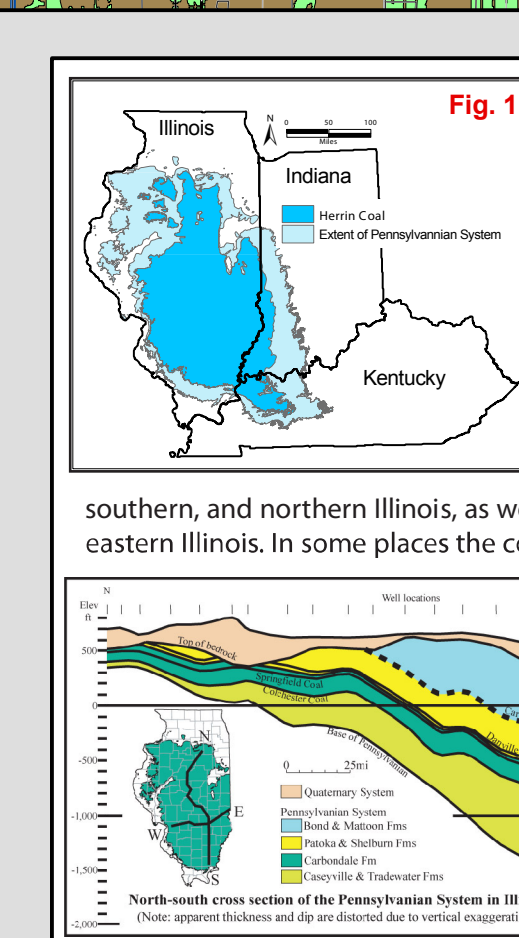 Fig. 1
Illinois
N
0 50 100
Miles
Indiana
Herrin Coal
Extent of Pennsylvannian System
Kentucky
southern, and northern Illinois, as we
eastern Illinois. In some places the co
N
Elev
ft
Well locations
Top of bedrock
500
Springfield Coal
Colchester Coal
0
Danville
Base of Pennsylvanian
-500
0 25mi
N
Quaternary System
Pennsylvanian System
Bond & Mattoon Fms
-1,000
E
W
Patoka & Shelburn Fms
Carbondale Fm
-1,500
S
Caseyville & Tradewater Fms
North-south cross section of the Pennsylvanian System in Ill
(Note: apparent thickness and dip are distorted due to vertical exaggerati
-2,000